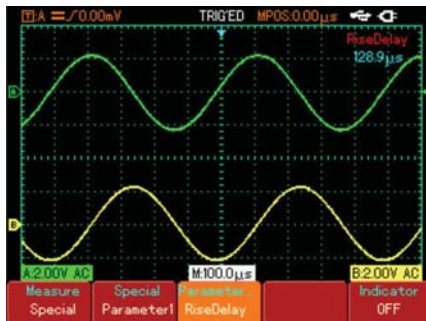 T:A 0.00mV TRIG'ED MPOS:0.00μs
RiseDelay
128.9μs
A
B
A:2.00V AC M:100.0μs B:2.00V AC
Measure Special Parameter.. Indicator
Special Parameter1 RiseDelay OFF